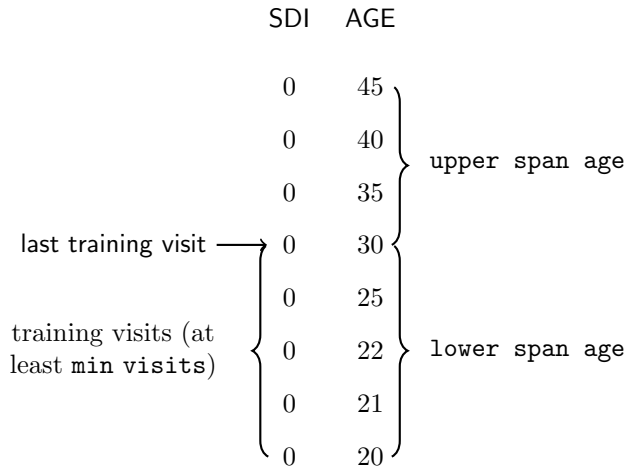 SDI AGE
0 45
0 40
upper span age
0 35
last training visit 0 30
0 25
training visits (at
least min visits)
0 22
lower span age
0 21
0 20